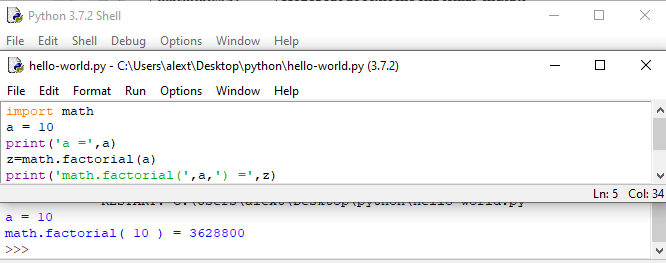 Python 3.7.2 Shell
File Edit Shell Debug Options Window Help
hello-world.py - C:\Users\alext\Desktop\python\hello-world.py (3.7.2)
File Edit Format Run Options Window Help
import math
a = 10
print('a =',a)
z=math.factorial(a)
print('math.factorial(',a,') =',z)
Ln: 5 Col: 34
RESTART: C:\Users\alext\Desktop\python\hello-world.py
a = 10
math.factorial( 10 ) = 3628800
>>>